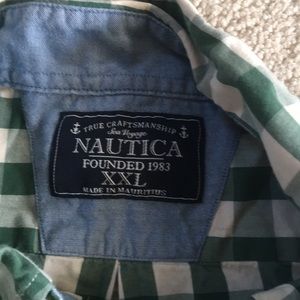 TRUE CRAFTSMANSHIP
Sea Voyage
NAUTICA
FOUNDED 1983
XXL
MADE IN MAURITIUS